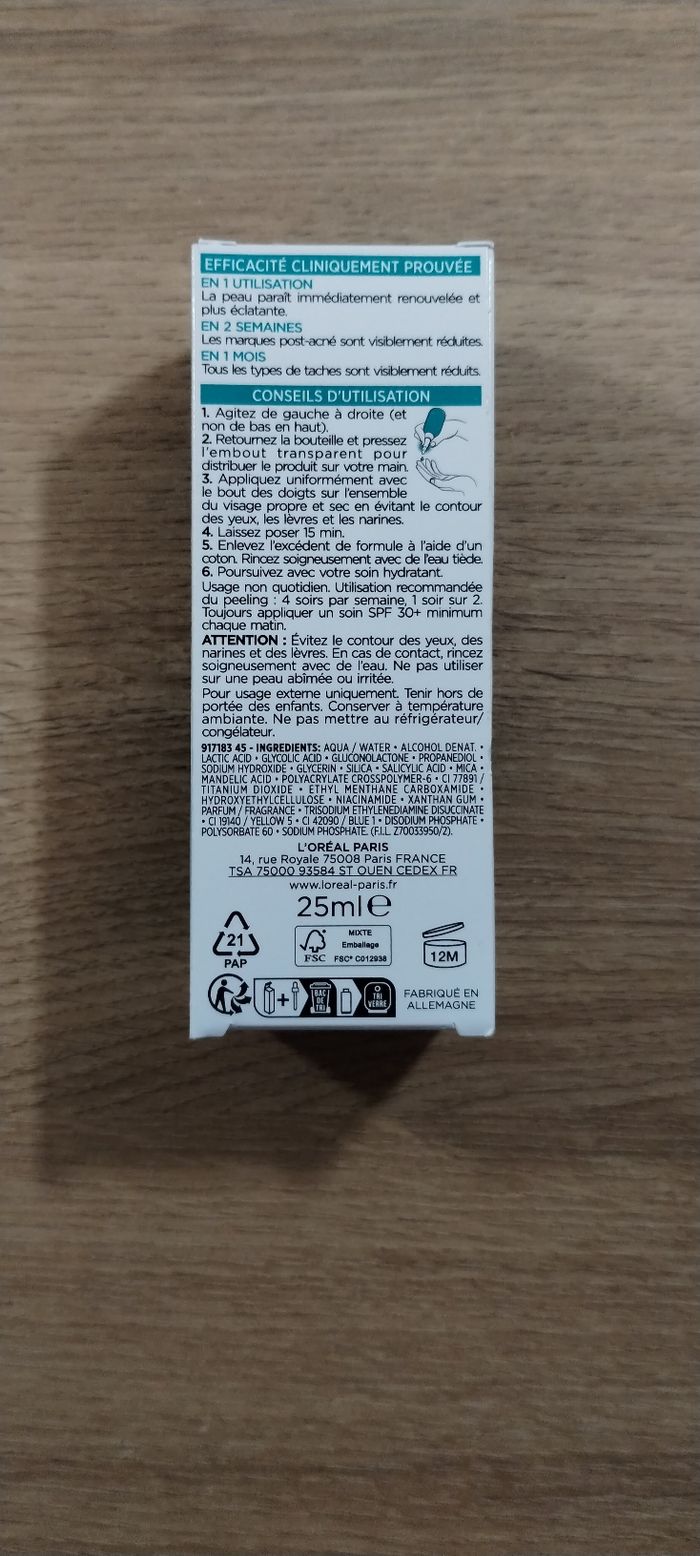 EFFICACITÉ CLINIQUEMENT PROUVÉE
EN 1 UTILISATION
La peau paraît immédiatement renouvelée et
plus éclatante.
EN 2 SEMAINES
Les marques post-acné sont visiblement réduites.
EN 1 MOIS
Tous les types de taches sont visiblement réduits.
CONSEILS D'UTILISATION
1. Agitez de gauche à droite (et
non de bas en haut).
2. Retournez la bouteille et pressez
l'embout transparent pour
distribuer le produit sur votre main.
3. Appliquez uniformément avec
le bout des doigts sur l'ensemble
du visage propre et sec en évitant le contour
des yeux, les lèvres et les narines.
4. Laissez poser 15 min.
5. Enlevez l'excédent de formule à l'aide d'un
coton. Rincez soigneusement avec de l'eau tiède.
6. Poursuivez avec votre soin hydratant.
Usage non quotidien. Utilisation recommandée
du peeling : 4 soirs par semaine, 1 soir sur 2.
Toujours appliquer un soin SPF 30+ minimum
chaque matin.
ATTENTION : Évitez le contour des yeux, des
narines et des lèvres. En cas de contact, rincez
soigneusement avec de l'eau. Ne pas utiliser
sur une peau abîmée ou irritée.
Pour usage externe uniquement. Tenir hors de
portée des enfants. Conserver à température
ambiante. Ne pas mettre au réfrigérateur/
congélateur.
917183 45 - INGREDIENTS: AQUA / WATER • ALCOHOL DENAT. •
LACTIC ACID • GLYCOLIC ACID • GLUCONOLACTONE • PROPANEDIOL •
SODIUM HYDROXIDE • GLYCERIN • SILICA • SALICYLIC ACID • MICA •
MANDELIC ACID • POLYACRYLATE CROSSPOLYMER-6 • CI 77891 /
TITANIUM DIOXIDE • ETHYL MENTHANE CARBOXAMIDE •
HYDROXYETHYLCELLULOSE • NIACINAMIDE • XANTHAN GUM •
PARFUM / FRAGRANCE • TRISODIUM ETHYLENEDIAMINE DISUCCINATE
• CI 19140 / YELLOW 5 • CI 42090 / BLUE 1 • DISODIUM PHOSPHATE •
POLYSORBATE 60 • SODIUM PHOSPHATE. (F.I.L. Z70033950/2).
L'ORÉAL PARIS
14, rue Royale 75008 Paris FRANCE
TSA 75000 93584 ST OUEN CEDEX FR
www.loreal-paris.fr
25ml e
21
PAP
FSC
MIXTE
Emballage
FSC® C012938
12M
+
BAC
DE
TRI
TRI
VERRE
FABRIQUÉ EN
ALLEMAGNE